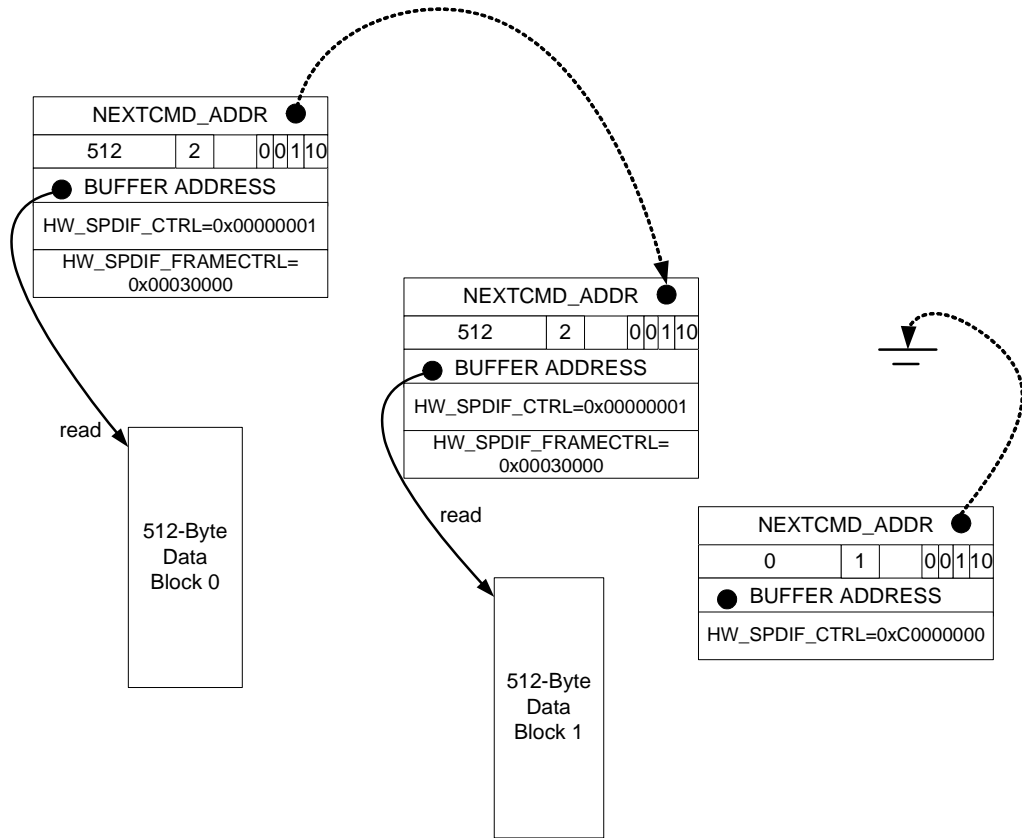 NEXTCMD_ADDR
512 2 0 0 1 10
BUFFER ADDRESS
HW_SPDIF_CTRL=0x00000001
HW_SPDIF_FRAMECTRL=
0x00030000
read
512-Byte
Data
Block 0
NEXTCMD_ADDR
512 2 0 0 1 10
BUFFER ADDRESS
HW_SPDIF_CTRL=0x00000001
HW_SPDIF_FRAMECTRL=
0x00030000
read
512-Byte
Data
Block 1
NEXTCMD_ADDR
0 1 0 0 1 10
BUFFER ADDRESS
HW_SPDIF_CTRL=0xC0000000